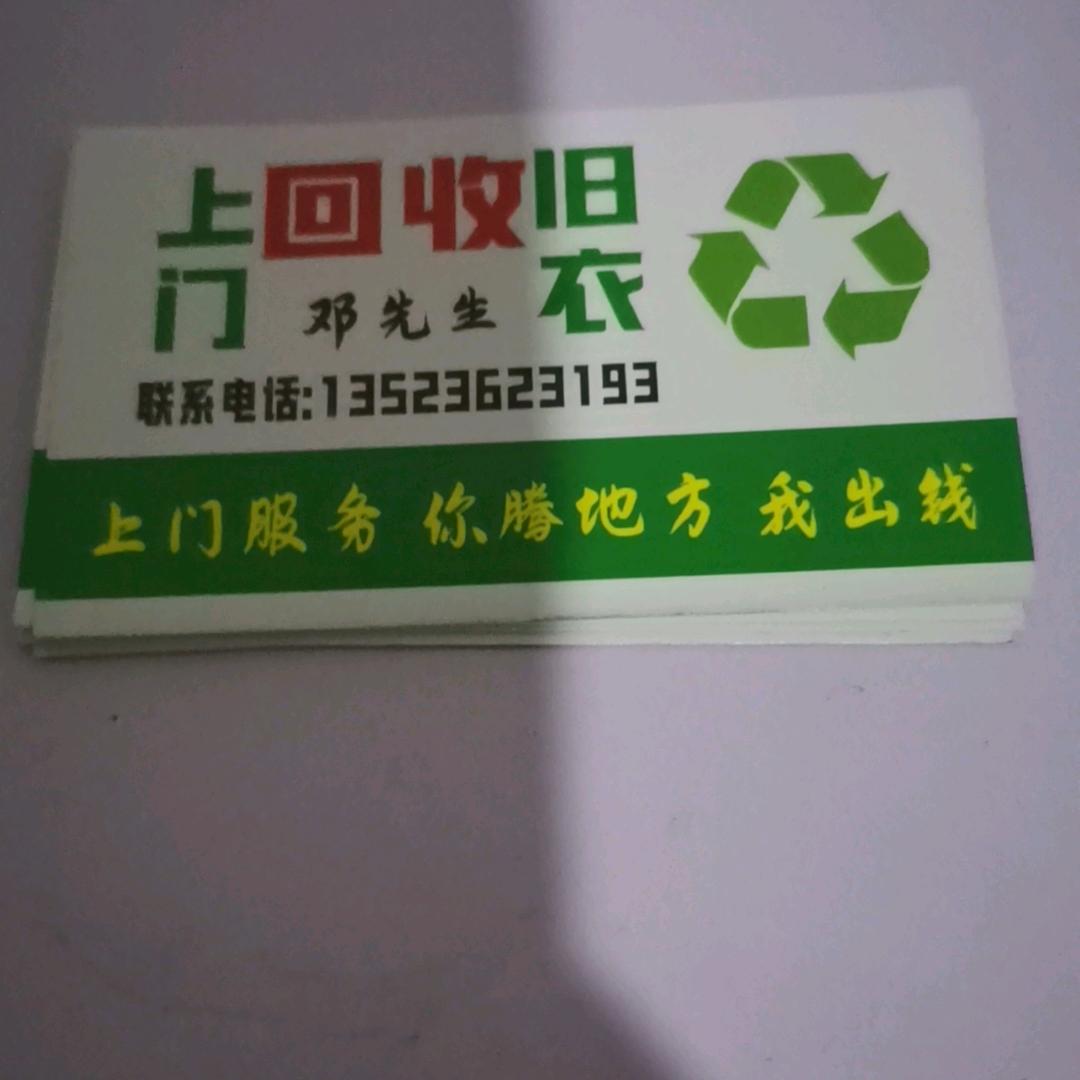 上门回收旧衣
邓先生
联系电话:13523623193
上门服务 你腾地方 我出钱